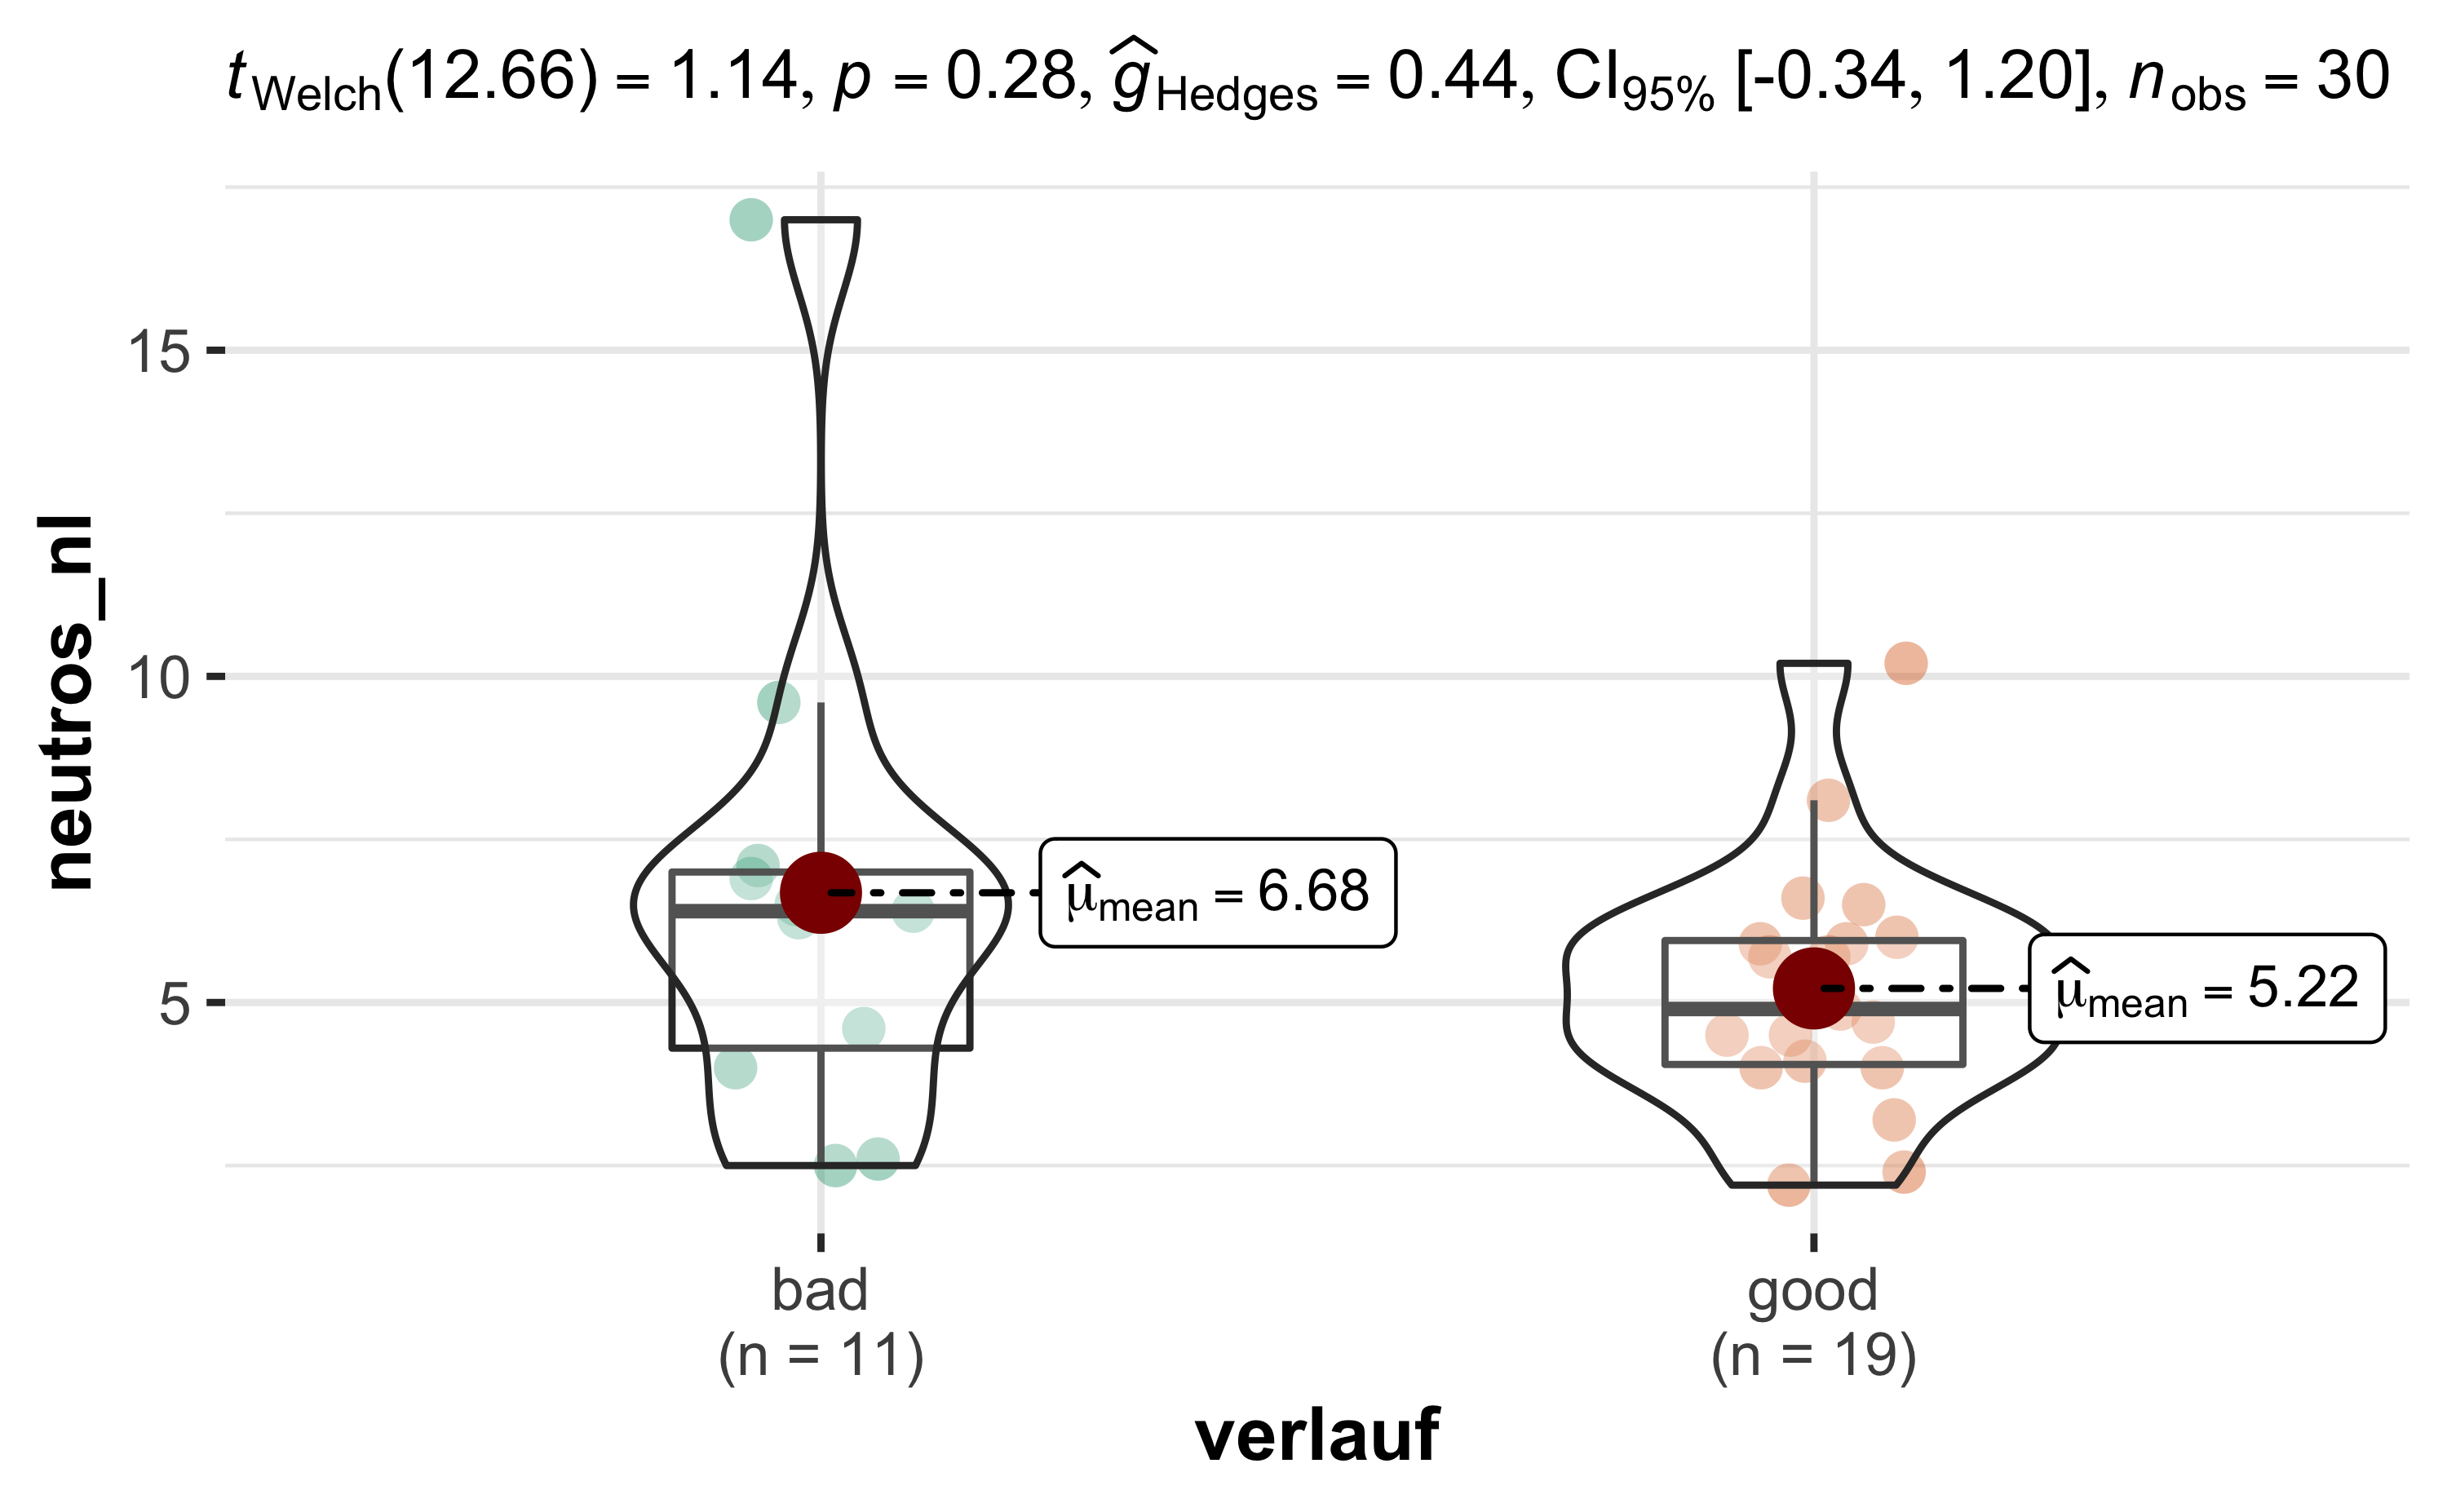 tWelch(12.66) = 1.14, p = 0.28, ĝHedges = 0.44, CI95% [-0.34, 1.20], nobs = 30
neutros_nl
15
10
5
μ̂mean = 6.68
μ̂mean = 5.22
bad
(n = 11)
good
(n = 19)
verlauf